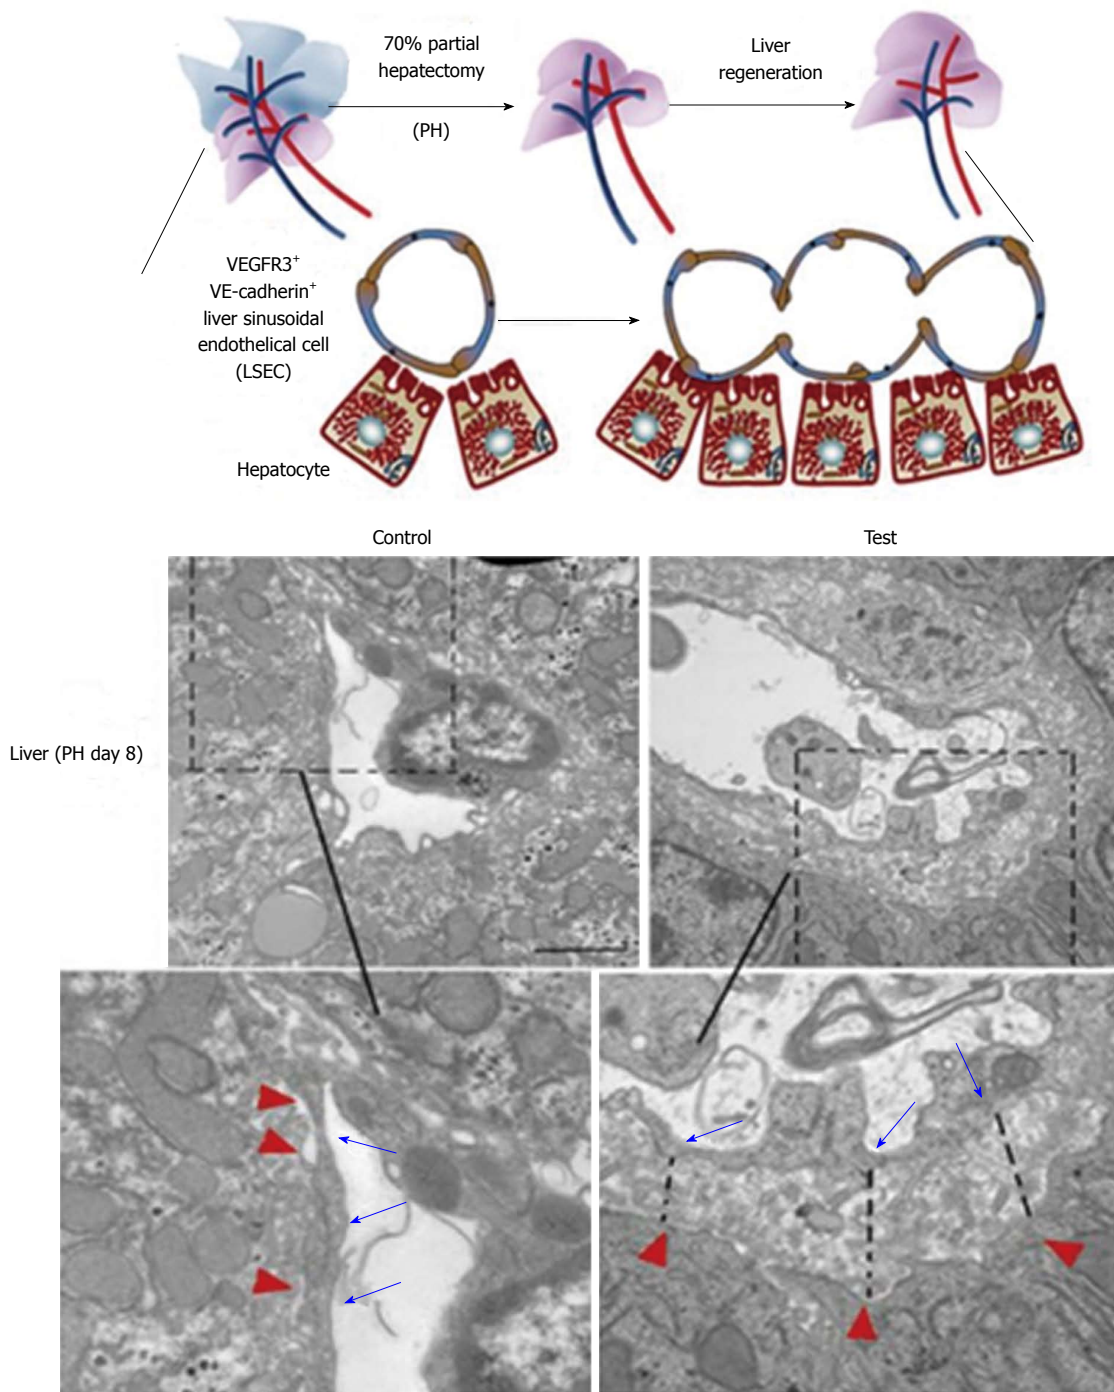 70% partial
hepatectomy
(PH)
Liver
regeneration
VEGFR3⁺
VE-cadherin⁺
liver sinusoidal
endothelical cell
(LSEC)
Hepatocyte
Control
Test
Liver (PH day 8)